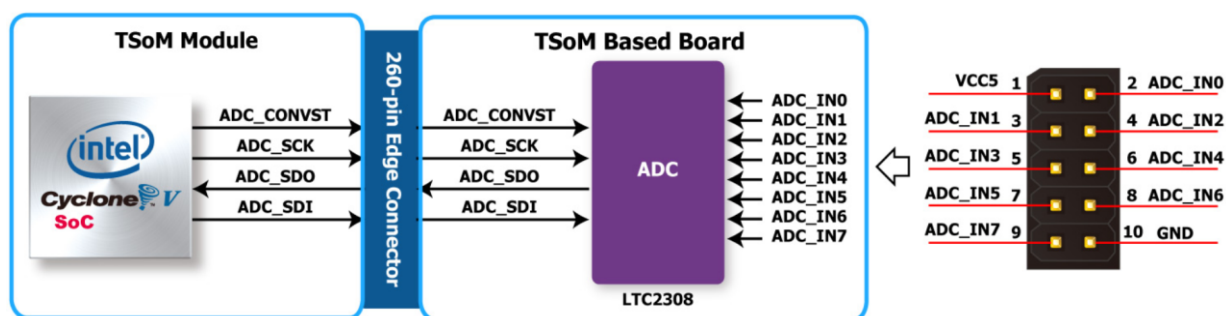 TSoM Module
intel
Cyclone V
SoC
ADC_CONVST
ADC_SCK
ADC_SDO
ADC_SDI
260-pin Edge Connector
TSoM Based Board
ADC_CONVST
ADC_SCK
ADC_SDO
ADC_SDI
ADC
LTC2308
ADC_IN0
ADC_IN1
ADC_IN2
ADC_IN3
ADC_IN4
ADC_IN5
ADC_IN6
ADC_IN7
VCC5 1 2 ADC_IN0
ADC_IN1 3 4 ADC_IN2
ADC_IN3 5 6 ADC_IN4
ADC_IN5 7 8 ADC_IN6
ADC_IN7 9 10 GND